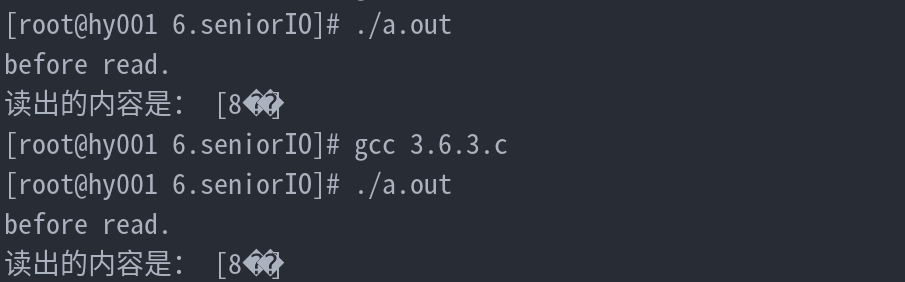 [root@hy001 6.seniorIO]# ./a.out
before read.
读出的内容是： [8��]
[root@hy001 6.seniorIO]# gcc 3.6.3.c
[root@hy001 6.seniorIO]# ./a.out
before read.
读出的内容是： [8��]